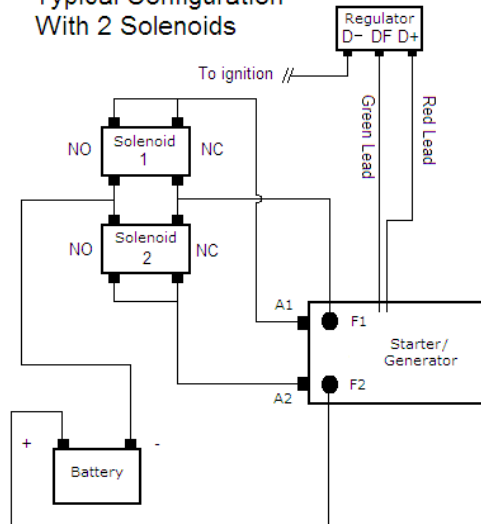 Typical Configuration
With 2 Solenoids
Regulator
D- DF D+
To ignition //
Green Lead
Red Lead
NO
Solenoid
1
NC
NO
Solenoid
2
NC
A1
F1
Starter/
Generator
A2
F2
+
-
Battery